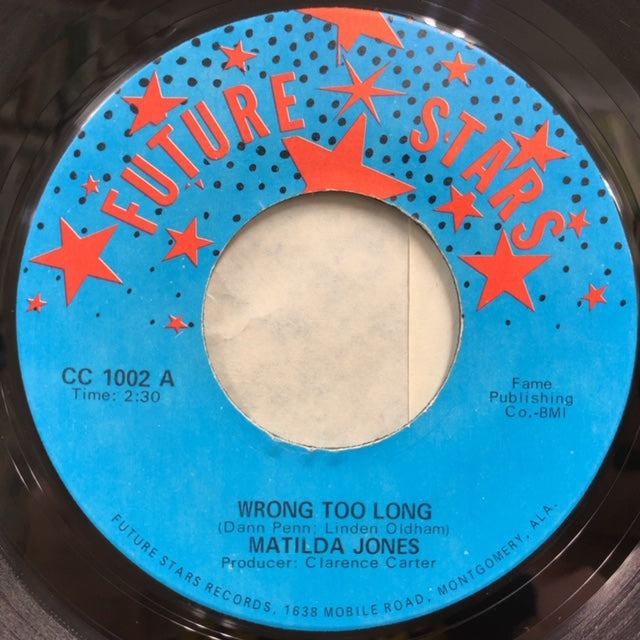 FUTURE STARS
CC 1002 A
Time: 2:30
Fame
Publishing
Co.-BMI
WRONG TOO LONG
(Dann Penn; Linden Oldham)
MATILDA JONES
Producer: Clarence Carter
FUTURE STARS RECORDS, 1638 MOBILE ROAD, MONTGOMERY, ALA.